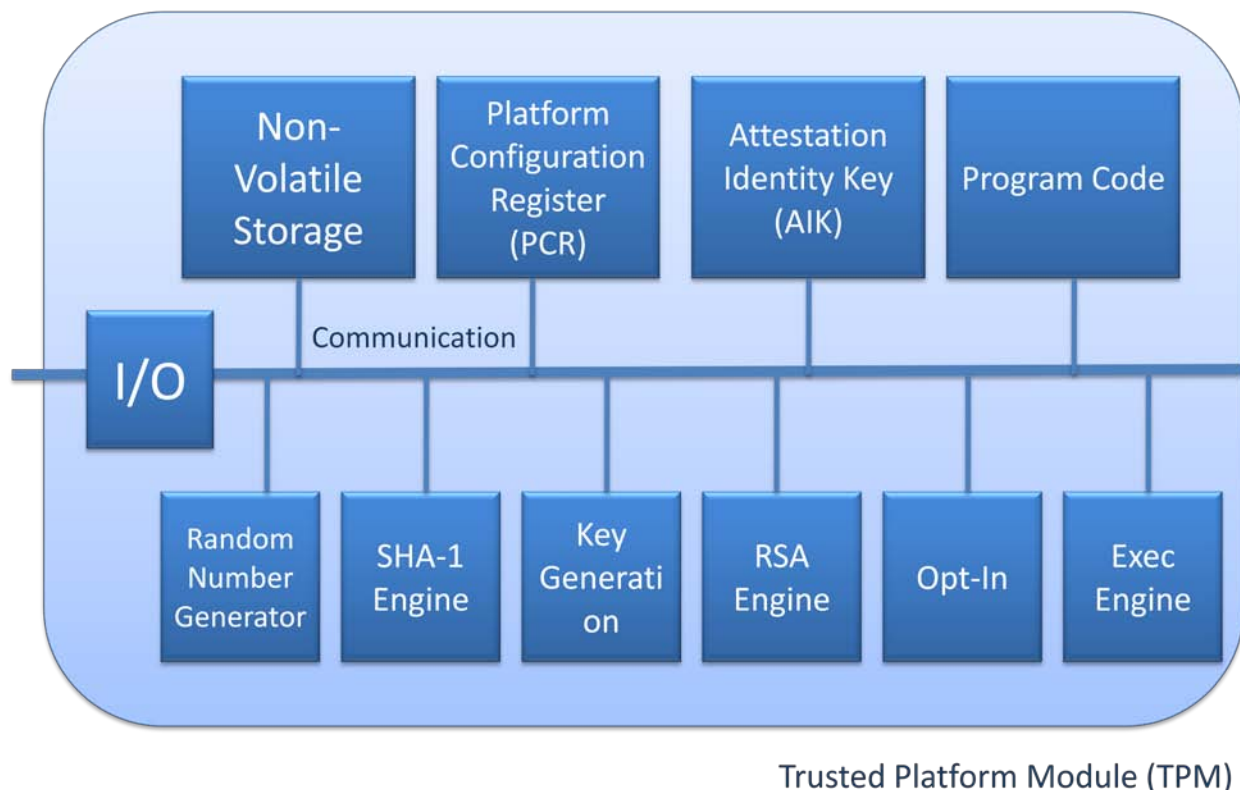 Non-
Volatile
Storage
Platform
Configuration
Register
(PCR)
Attestation
Identity Key
(AIK)
Program Code
Communication
I/O
Random
Number
Generator
SHA-1
Engine
Key
Generati
on
RSA
Engine
Opt-In
Exec
Engine
Trusted Platform Module (TPM)